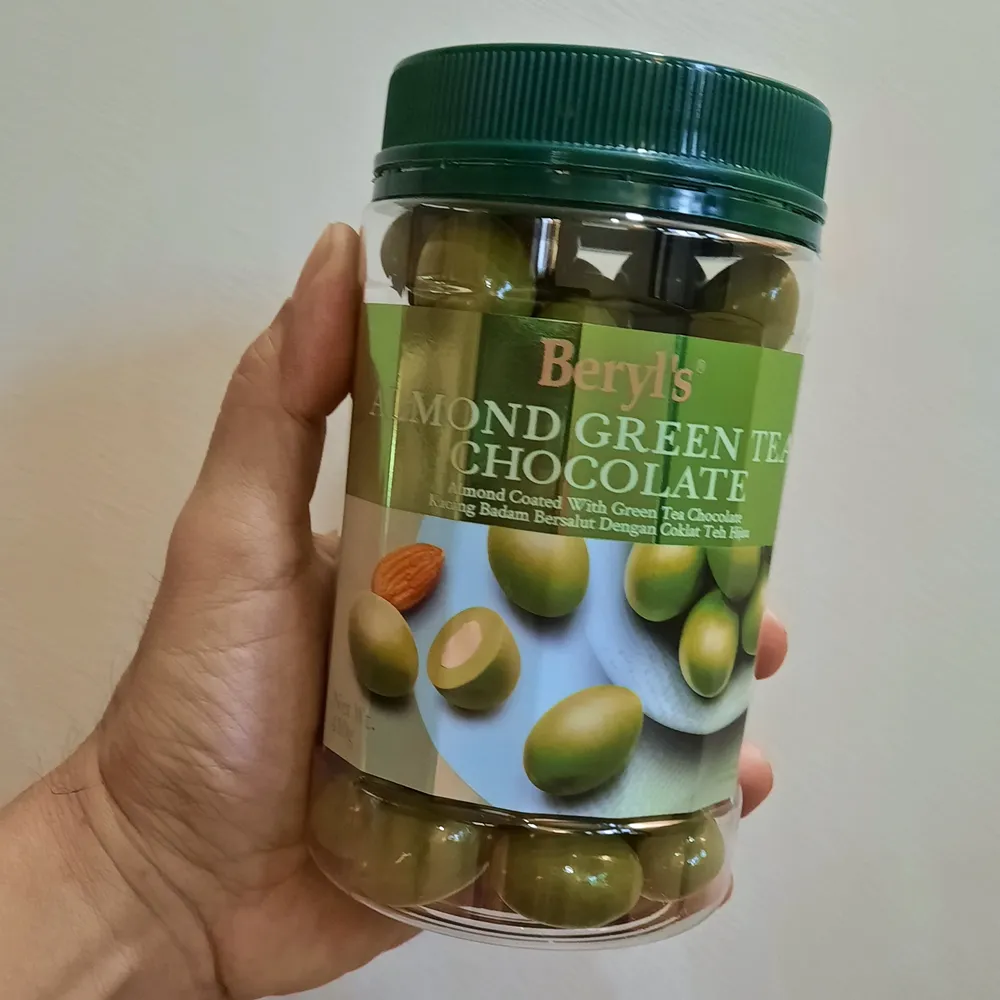 Beryl's®
ALMOND GREEN TEA
CHOCOLATE
Almond Coated With Green Tea Chocolate
Kacang Badam Bersalut Dengan Coklat Teh Hijau